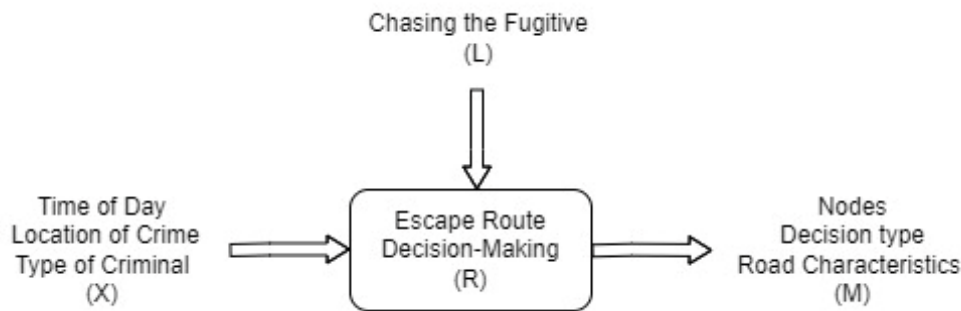 Chasing the Fugitive
(L)
Time of Day
Location of Crime
Type of Criminal
(X)
Escape Route
Decision-Making
(R)
Nodes
Decision type
Road Characteristics
(M)